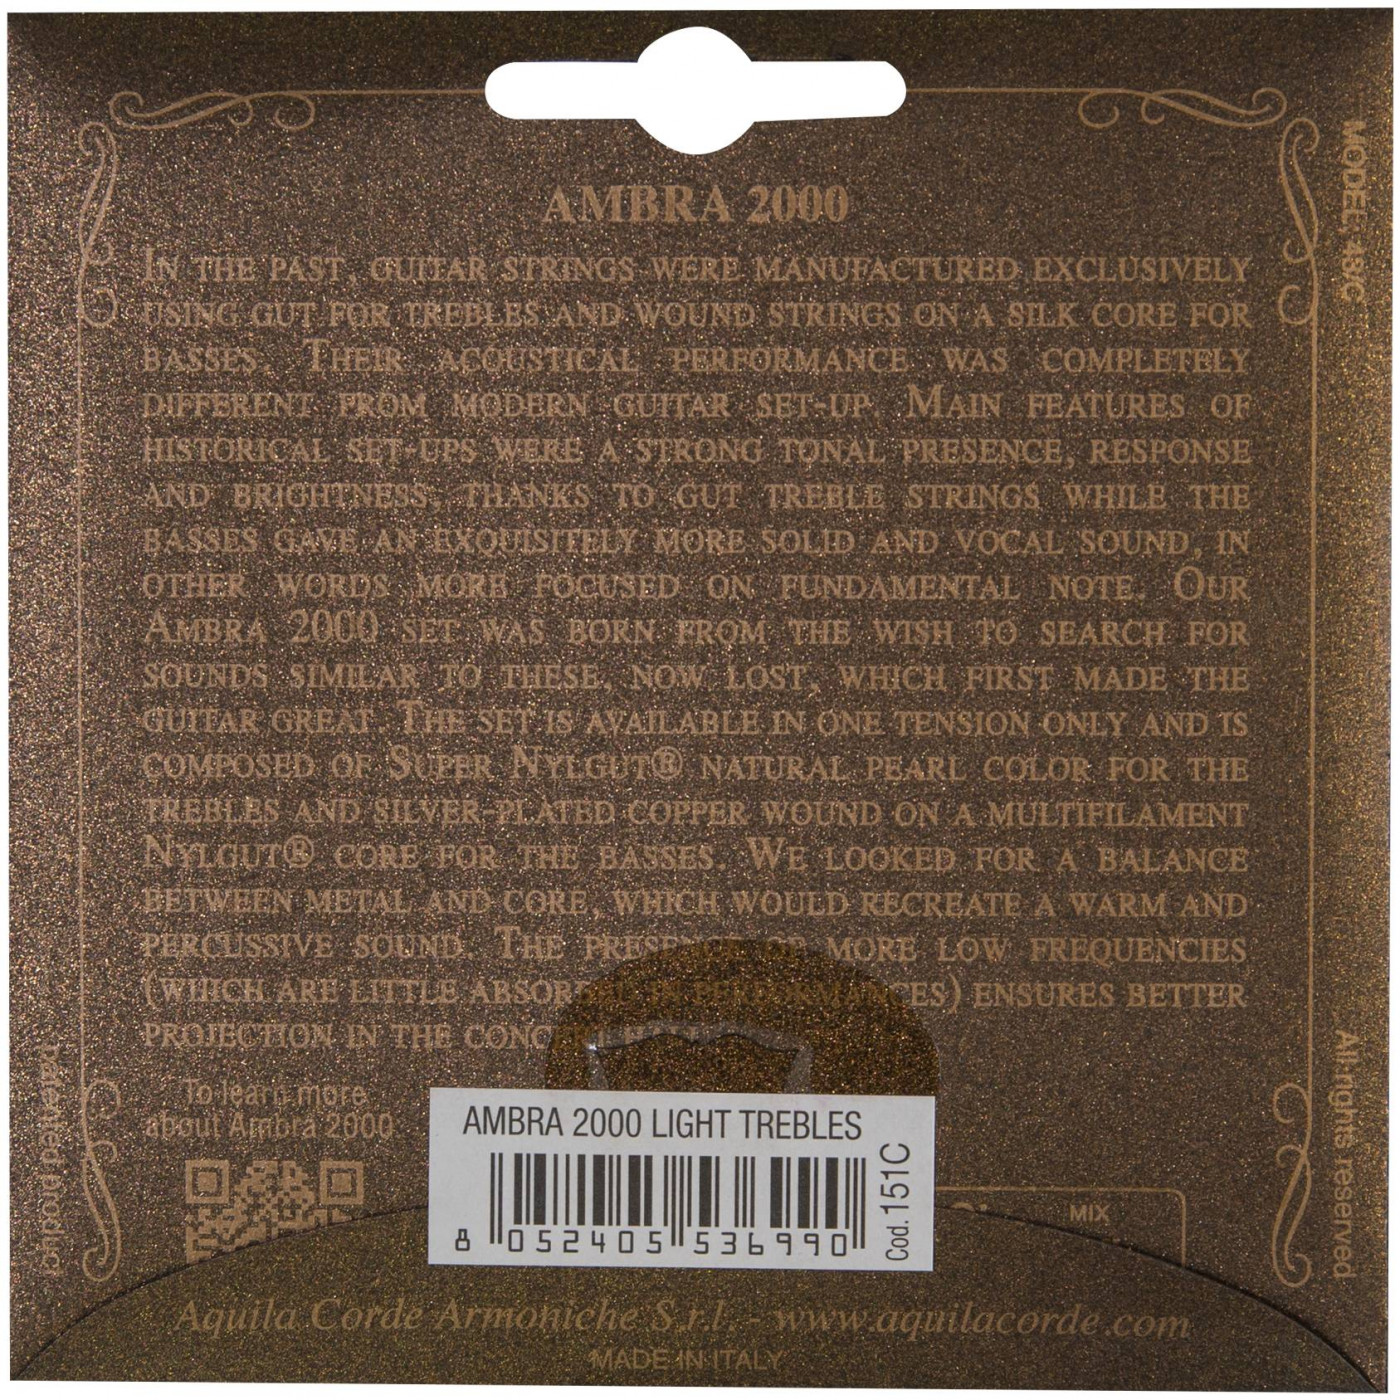 AMBRA 2000
IN THE PAST, GUITAR STRINGS WERE MANUFACTURED EXCLUSIVELY
USING GUT FOR TREBLES AND WOUND STRINGS ON A SILK CORE FOR
BASSES. THEIR ACOUSTICAL PERFORMANCE WAS COMPLETELY
DIFFERENT FROM MODERN GUITAR SET-UP. MAIN FEATURES OF
HISTORICAL SET-UPS WERE A STRONG TONAL PRESENCE, RESPONSE
AND BRIGHTNESS, THANKS TO GUT TREBLE STRINGS WHILE THE
BASSES GAVE AN EXQUISITELY MORE SOLID AND VOCAL SOUND, IN
OTHER WORDS MORE FOCUSED ON FUNDAMENTAL NOTE. OUR
AMBRA 2000 SET WAS BORN FROM THE WISH TO SEARCH FOR
SOUNDS SIMILAR TO THESE, NOW LOST, WHICH FIRST MADE THE
GUITAR GREAT. THE SET IS AVAILABLE IN ONE TENSION ONLY AND IS
COMPOSED OF SUPER NYLGUT® NATURAL PEARL COLOR FOR THE
TREBLES AND SILVER-PLATED COPPER WOUND ON A MULTIFILAMENT
NYLGUT® CORE FOR THE BASSES. WE LOOKED FOR A BALANCE
BETWEEN METAL AND CORE, WHICH WOULD RECREATE A WARM AND
PERCUSSIVE SOUND. THE PRESENCE OF MORE LOW FREQUENCIES
(WHICH ARE LITTLE ABSORBED IN PERFORMANCES) ENSURES BETTER
PROJECTION IN THE
MODEL 48/C
Patented product
All rights reserved
To learn more
about Ambra 2000
AMBRA 2000 LIGHT TREBLES
8 052405 536990
Cod. 151C
MIX
Aquila Corde Armoniche S.r.l. - www.aquilacorde.com
MADE IN ITALY